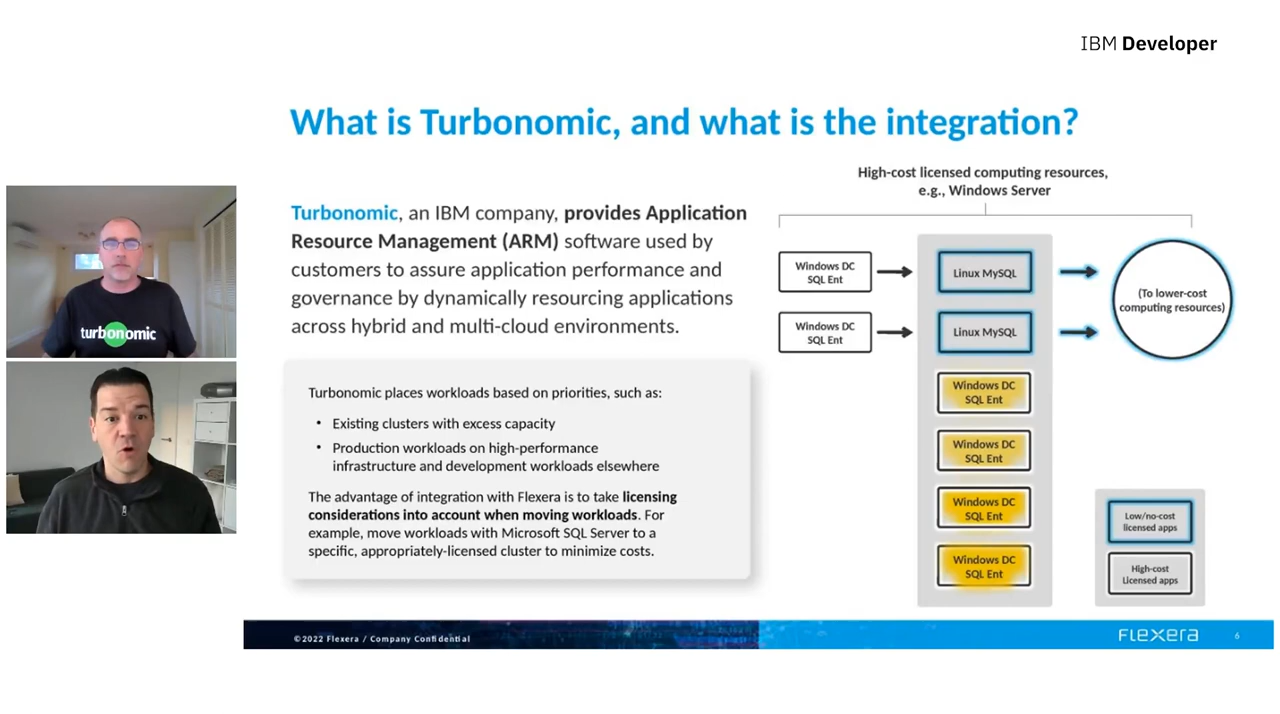 IBM Developer
What is Turbonomic, and what is the integration?
turbonomic
Turbonomic, an IBM company, provides Application
Resource Management (ARM) software used by
customers to assure application performance and
governance by dynamically resourcing applications
across hybrid and multi-cloud environments.
Turbonomic places workloads based on priorities, such as:
• Existing clusters with excess capacity
• Production workloads on high-performance
infrastructure and development workloads elsewhere
The advantage of integration with Flexera is to take licensing
considerations into account when moving workloads. For
example, move workloads with Microsoft SQL Server to a
specific, appropriately-licensed cluster to minimize costs.
High-cost licensed computing resources,
e.g., Windows Server
Windows DC
SQL Ent
Windows DC
SQL Ent
Linux MySQL
Linux MySQL
Windows DC
SQL Ent
Windows DC
SQL Ent
Windows DC
SQL Ent
Windows DC
SQL Ent
(To lower-cost
computing resources)
Low/no-cost
licensed apps
High-cost
Licensed apps
©2022 Flexera / Company Confidential
FLEXERA
6